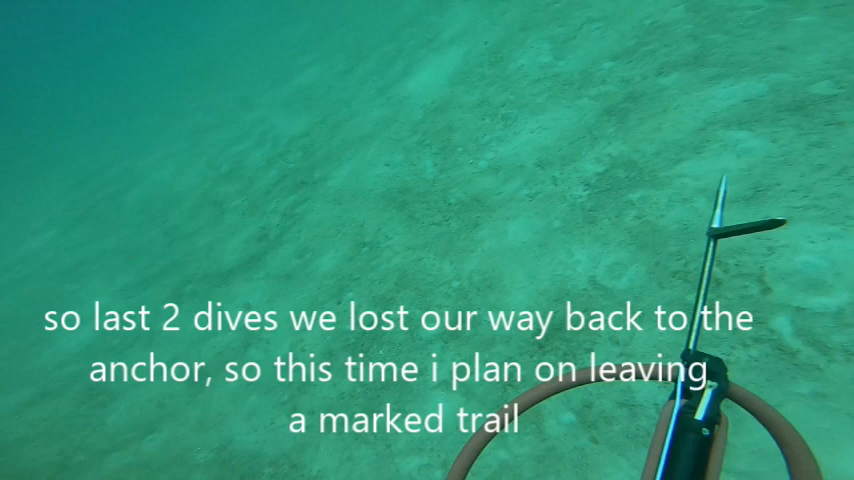 so last 2 dives we lost our way back to the
anchor, so this time i plan on leaving
a marked trail